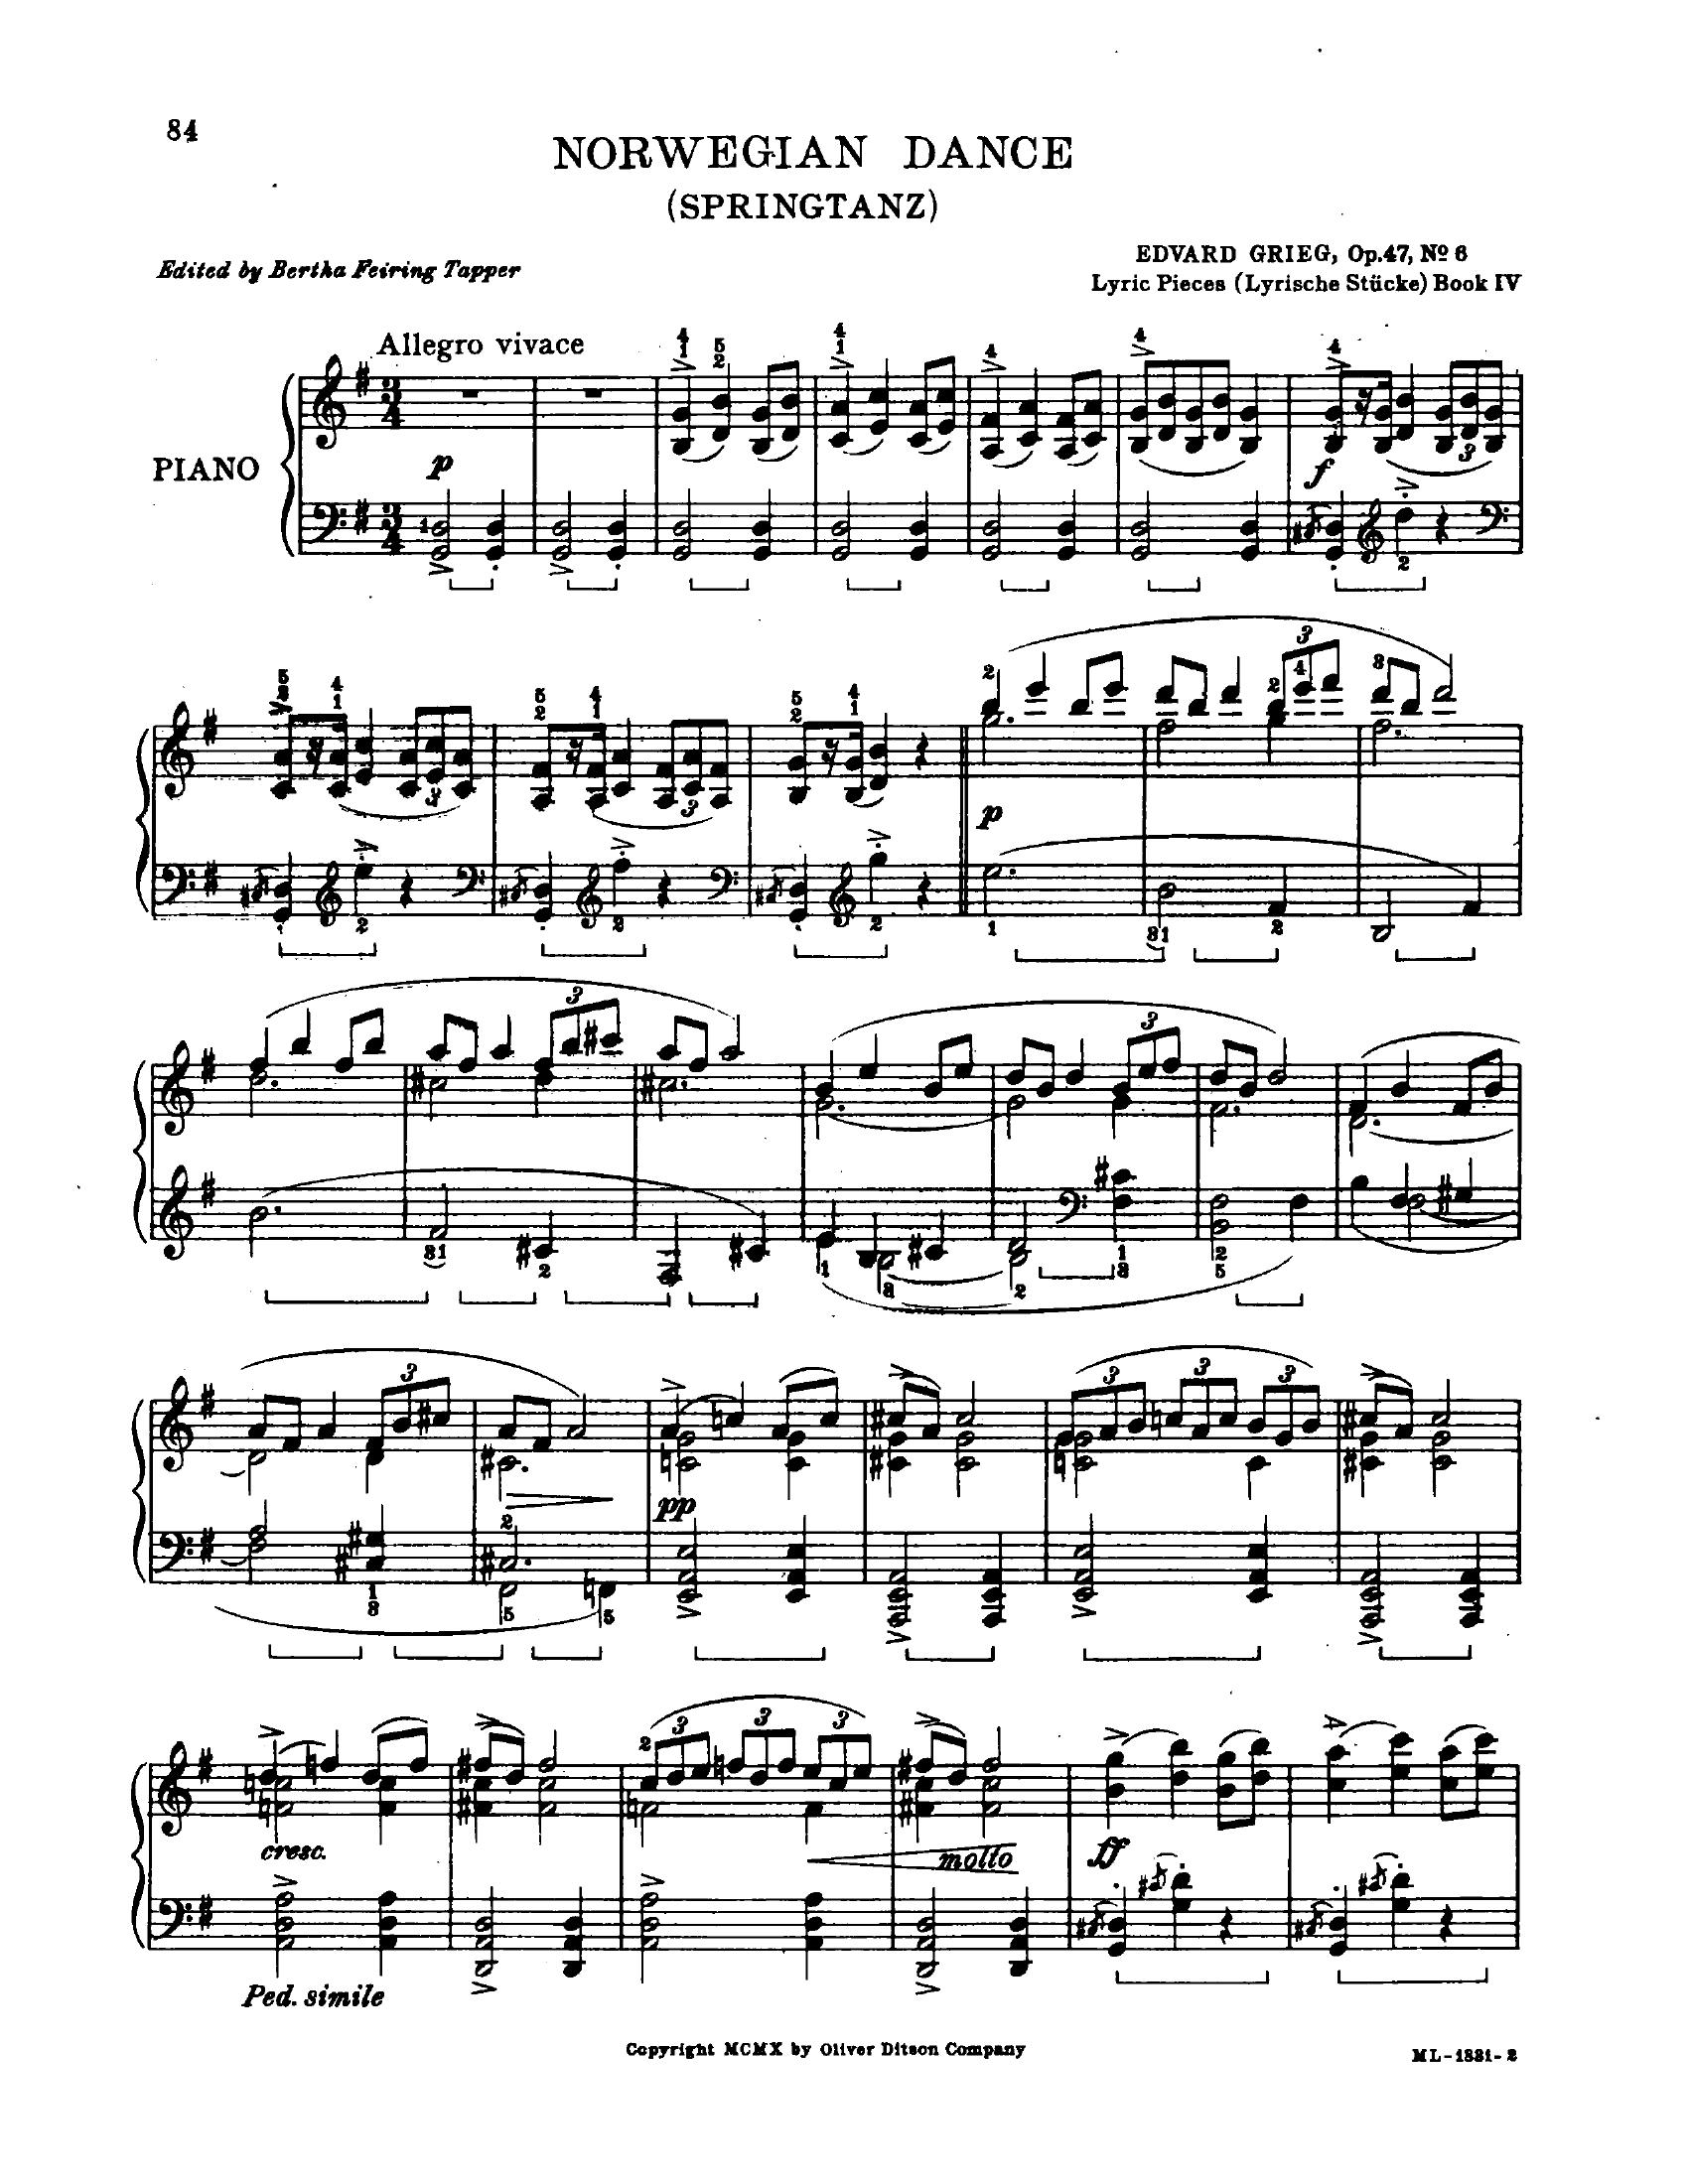 84
NORWEGIAN DANCE
(SPRINGTANZ)
Edited by Bertha Feiring Tapper
EDVARD GRIEG, Op.47, Nº 6
Lyric Pieces (Lyrische Stücke) Book IV
Allegro vivace
PIANO
p
f
p
pp
cresc.
molto
ff
Ped. simile
Copyright MCMX by Oliver Ditson Company
ML-1331-2